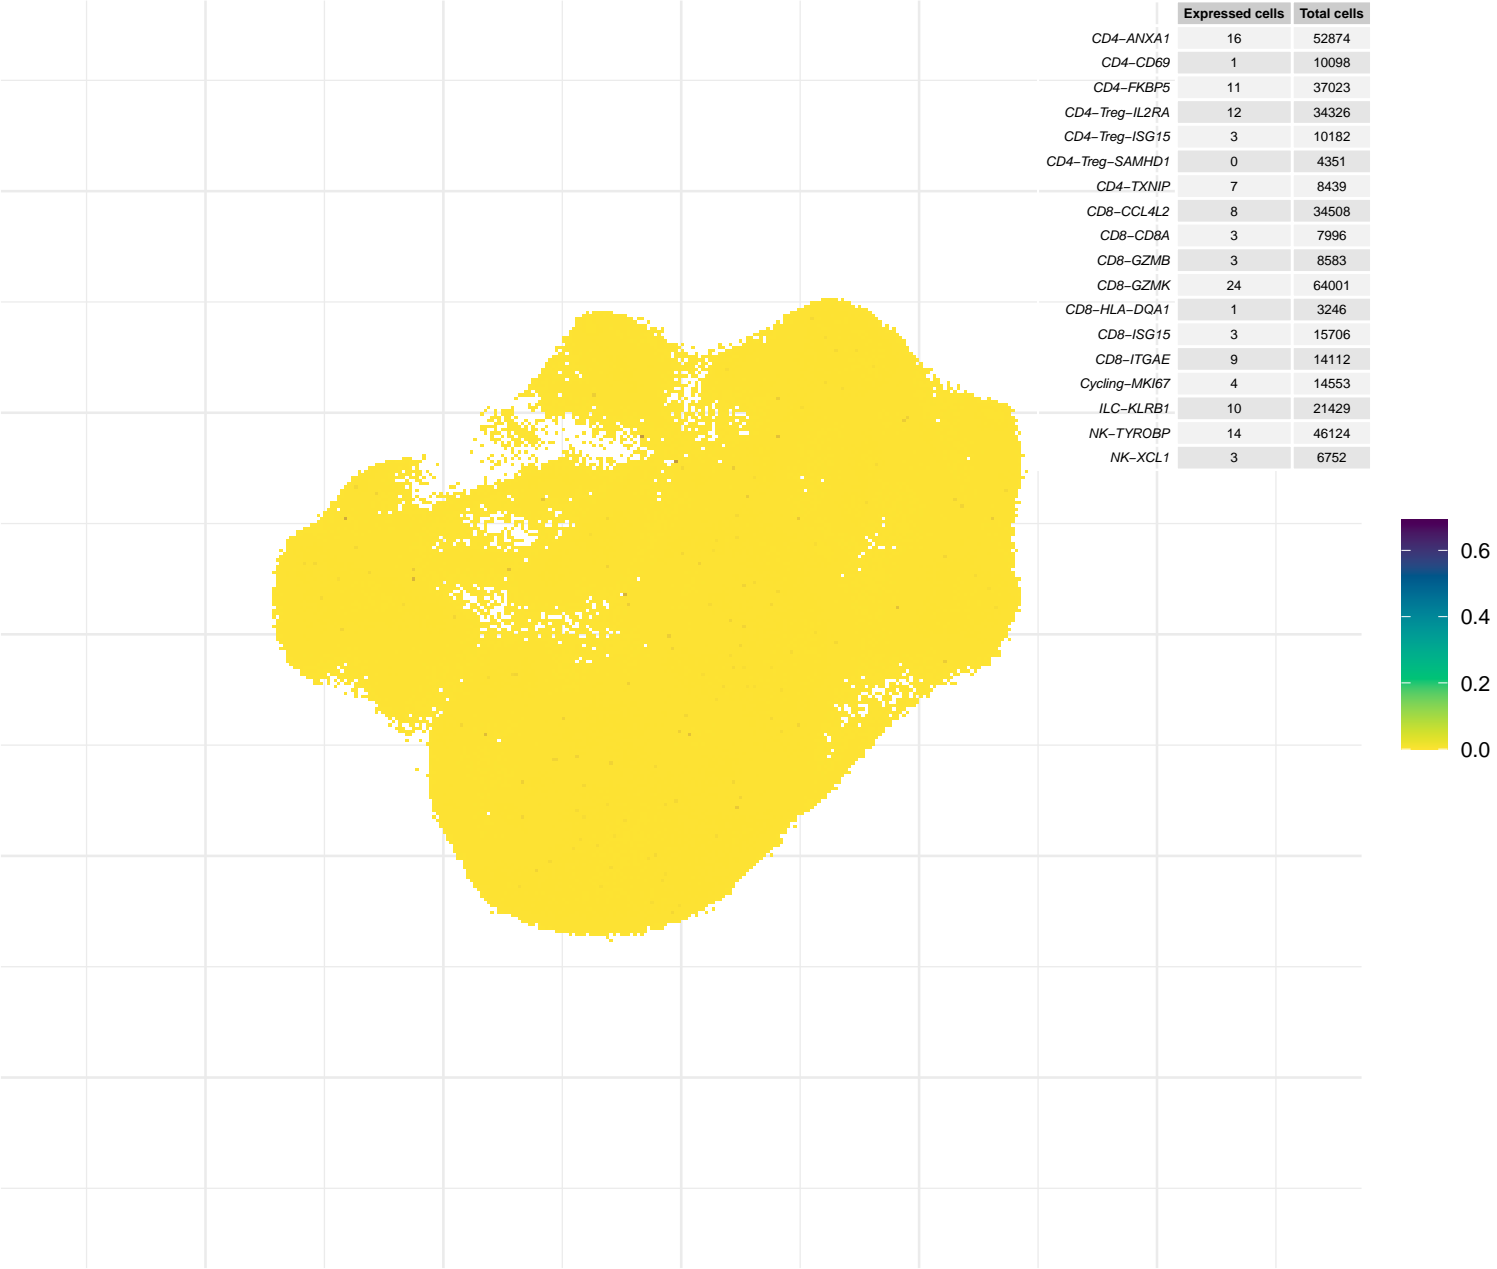 Expressed cells Total cells
CD4−ANXA1 16 52874
CD4−CD69 1 10098
CD4−FKBP5 11 37023
CD4−Treg−IL2RA 12 34326
CD4−Treg−ISG15 3 10182
CD4−Treg−SAMHD1 0 4351
CD4−TXNIP 7 8439
CD8−CCL4L2 8 34508
CD8−CD8A 3 7996
CD8−GZMB 3 8583
CD8−GZMK 24 64001
CD8−HLA−DQA1 1 3246
CD8−ISG15 3 15706
CD8−ITGAE 9 14112
Cycling−MKI67 4 14553
ILC−KLRB1 10 21429
NK−TYROBP 14 46124
NK−XCL1 3 6752
0.6
0.4
0.2
0.0